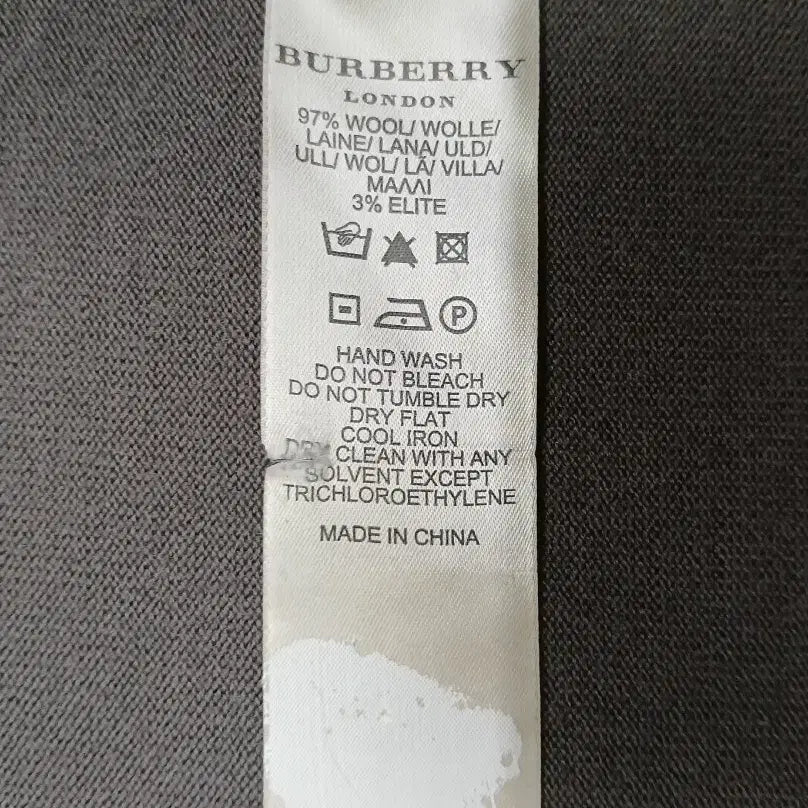 BURBERRY
LONDON
97% WOOL/ WOLLE/
LAINE/ LANA/ ULD/
ULL/ WOL/ LÃ/ VILLA/
ΜΑΛΛΙ
3% ELITE
P
HAND WASH
DO NOT BLEACH
DO NOT TUMBLE DRY
DRY FLAT
COOL IRON
DRY CLEAN WITH ANY
SOLVENT EXCEPT
TRICHLOROETHYLENE
MADE IN CHINA